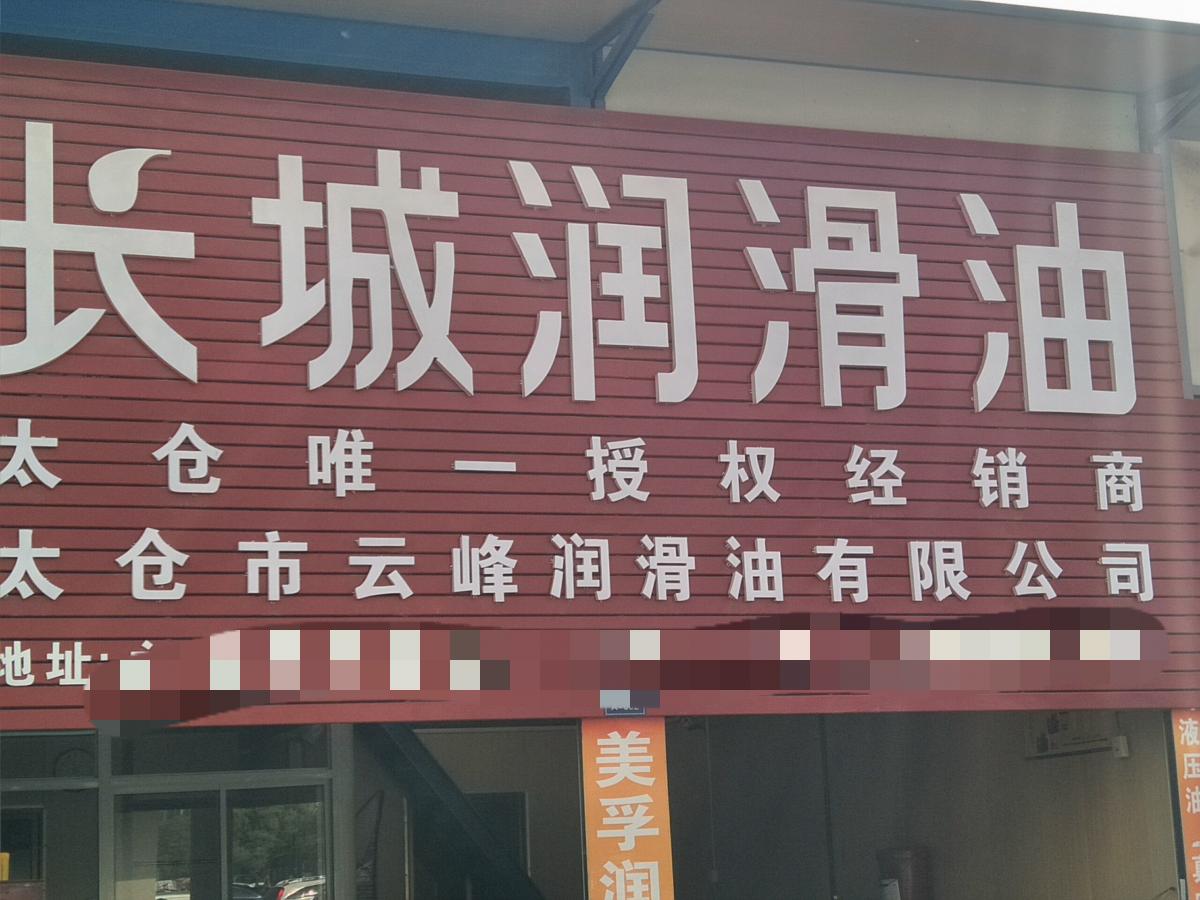 长城润滑油
太仓唯一授权经销商
太仓市云峰润滑油有限公司
地址:
美孚润
液压油